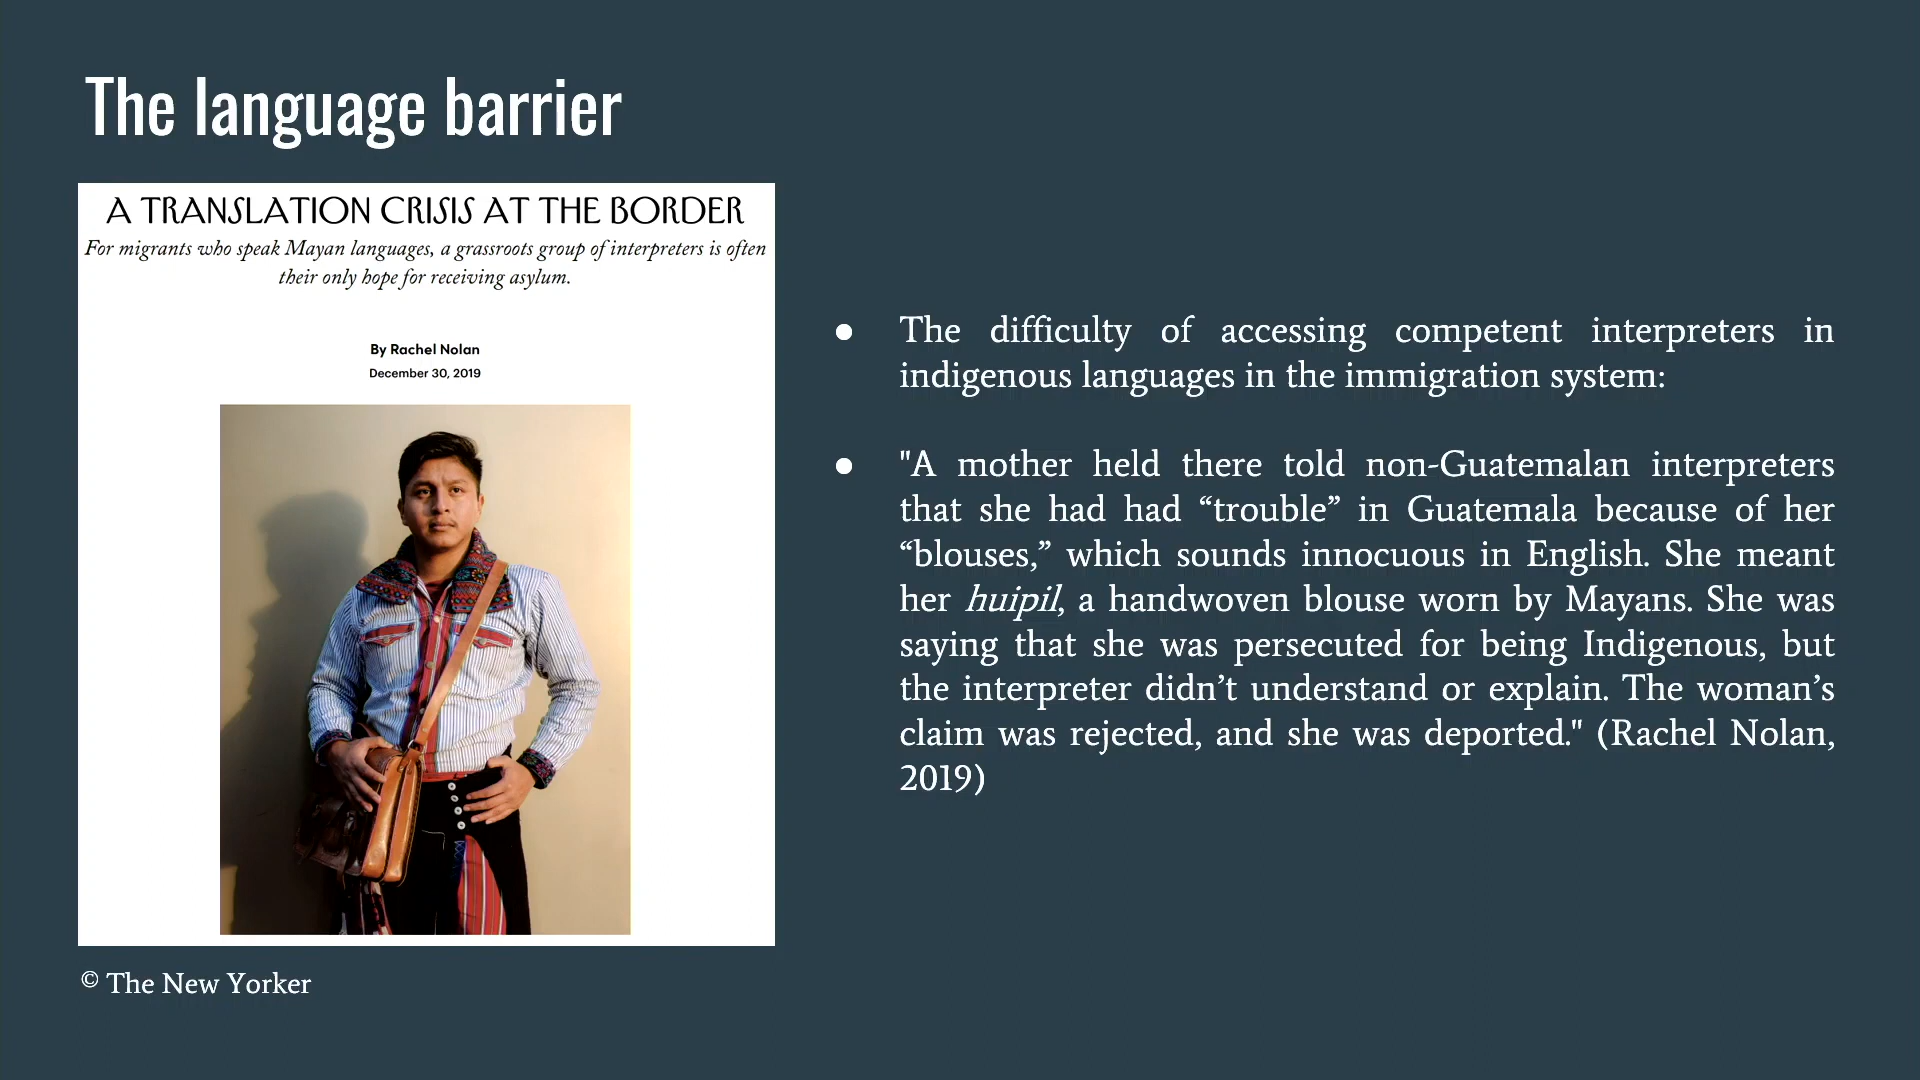 The language barrier
A TRANSLATION CRISIS AT THE BORDER
For migrants who speak Mayan languages, a grassroots group of interpreters is often
their only hope for receiving asylum.
By Rachel Nolan
December 30, 2019
© The New Yorker
● The difficulty of accessing competent interpreters in
indigenous languages in the immigration system:
● "A mother held there told non-Guatemalan interpreters
that she had had “trouble” in Guatemala because of her
“blouses,” which sounds innocuous in English. She meant
her huipil, a handwoven blouse worn by Mayans. She was
saying that she was persecuted for being Indigenous, but
the interpreter didn’t understand or explain. The woman’s
claim was rejected, and she was deported." (Rachel Nolan,
2019)